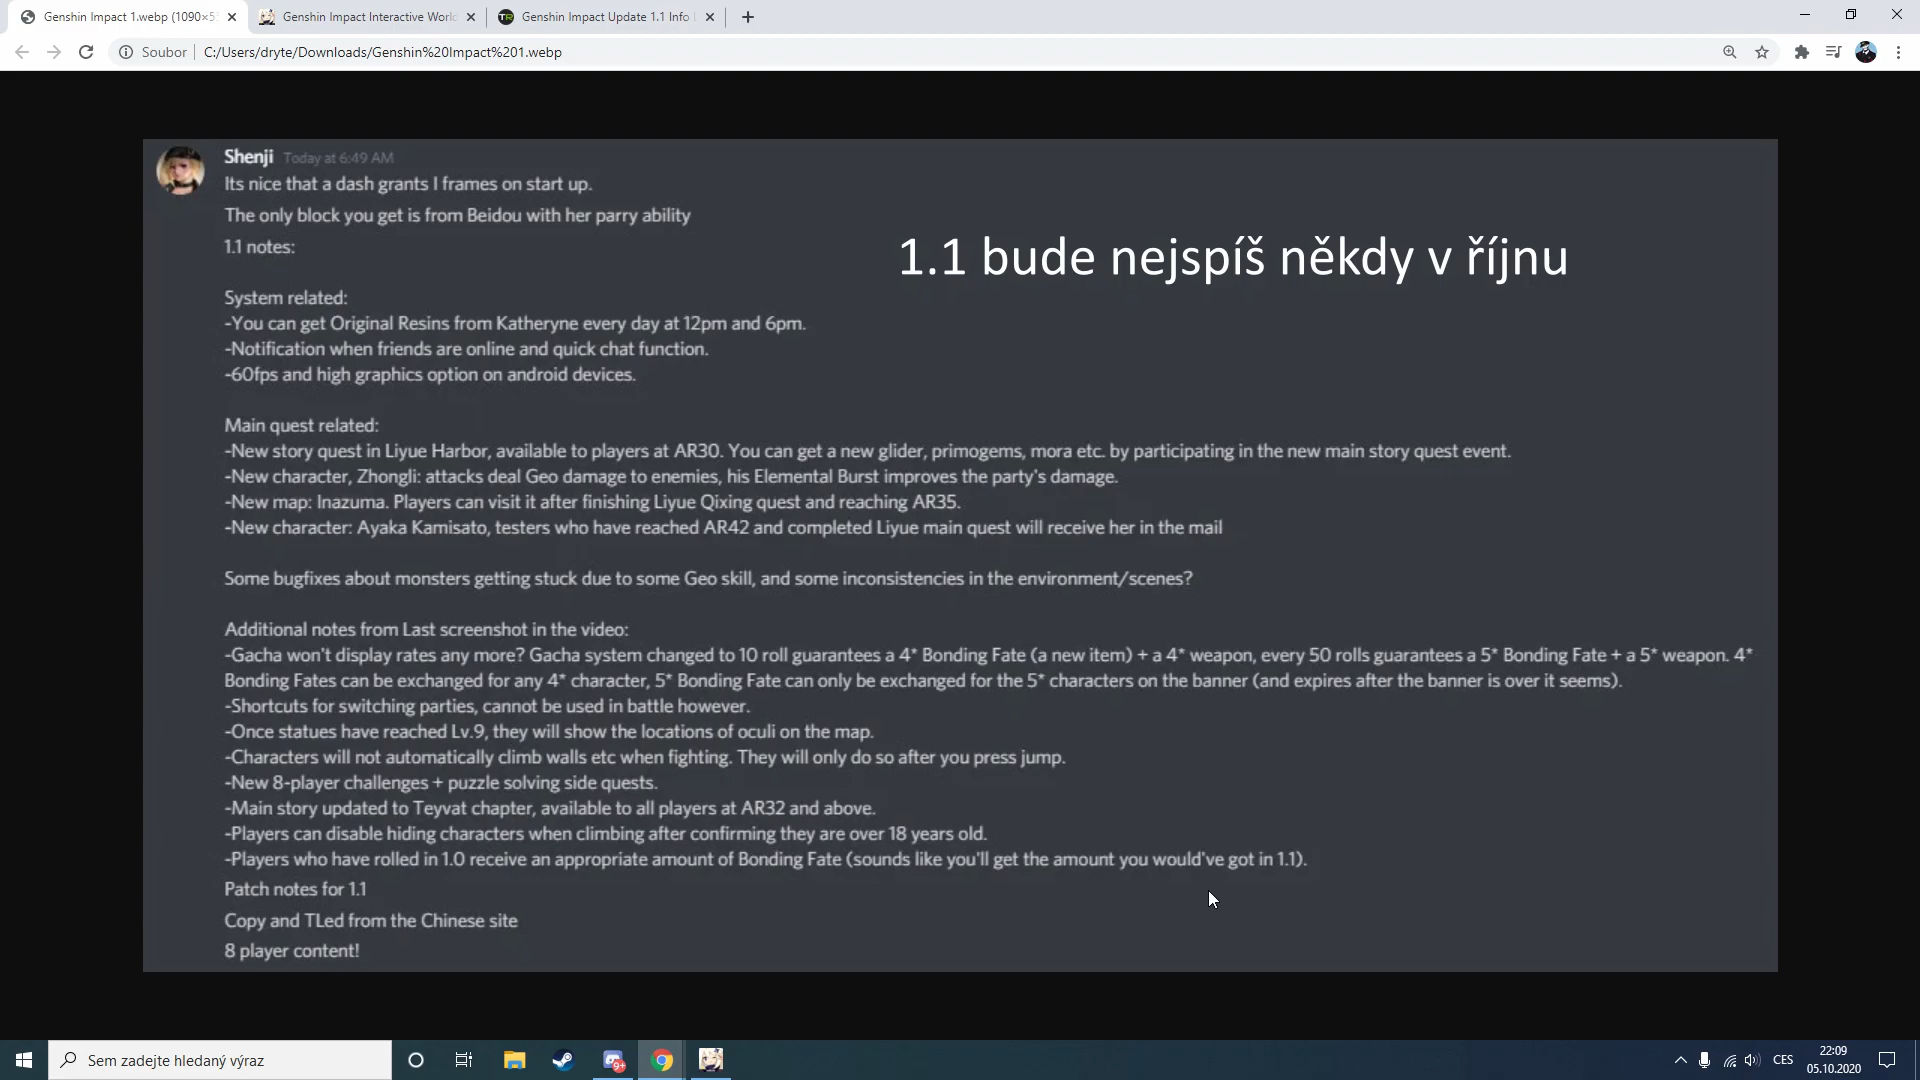 Genshin Impact 1.webp (1090×5
Genshin Impact Interactive Worl
Genshin Impact Update 1.1 Info
Soubor
C:/Users/dryte/Downloads/Genshin%20Impact%201.webp
Shenji Today at 6:49 AM
Its nice that a dash grants I frames on start up.
The only block you get is from Beidou with her parry ability
1.1 notes:
1.1 bude nejspíš někdy v říjnu
System related:
-You can get Original Resins from Katheryne every day at 12pm and 6pm.
-Notification when friends are online and quick chat function.
-60fps and high graphics option on android devices.
Main quest related:
-New story quest in Liyue Harbor, available to players at AR30. You can get a new glider, primogems, mora etc. by participating in the new main story quest event.
-New character, Zhongli: attacks deal Geo damage to enemies, his Elemental Burst improves the party's damage.
-New map: Inazuma. Players can visit it after finishing Liyue Qixing quest and reaching AR35.
-New character: Ayaka Kamisato, testers who have reached AR42 and completed Liyue main quest will receive her in the mail
Some bugfixes about monsters getting stuck due to some Geo skill, and some inconsistencies in the environment/scenes?
Additional notes from Last screenshot in the video:
-Gacha won't display rates any more? Gacha system changed to 10 roll guarantees a 4* Bonding Fate (a new item) + a 4* weapon, every 50 rolls guarantees a 5* Bonding Fate + a 5* weapon. 4*
Bonding Fates can be exchanged for any 4* character, 5* Bonding Fate can only be exchanged for the 5* characters on the banner (and expires after the banner is over it seems).
-Shortcuts for switching parties, cannot be used in battle however.
-Once statues have reached Lv.9, they will show the locations of oculi on the map.
-Characters will not automatically climb walls etc when fighting. They will only do so after you press jump.
-New 8-player challenges + puzzle solving side quests.
-Main story updated to Teyvat chapter, available to all players at AR32 and above.
-Players can disable hiding characters when climbing after confirming they are over 18 years old.
-Players who have rolled in 1.0 receive an appropriate amount of Bonding Fate (sounds like you'll get the amount you would've got in 1.1).
Patch notes for 1.1
Copy and TLed from the Chinese site
8 player content!
Sem zadejte hledaný výraz
9+
CES
22:09
05.10.2020